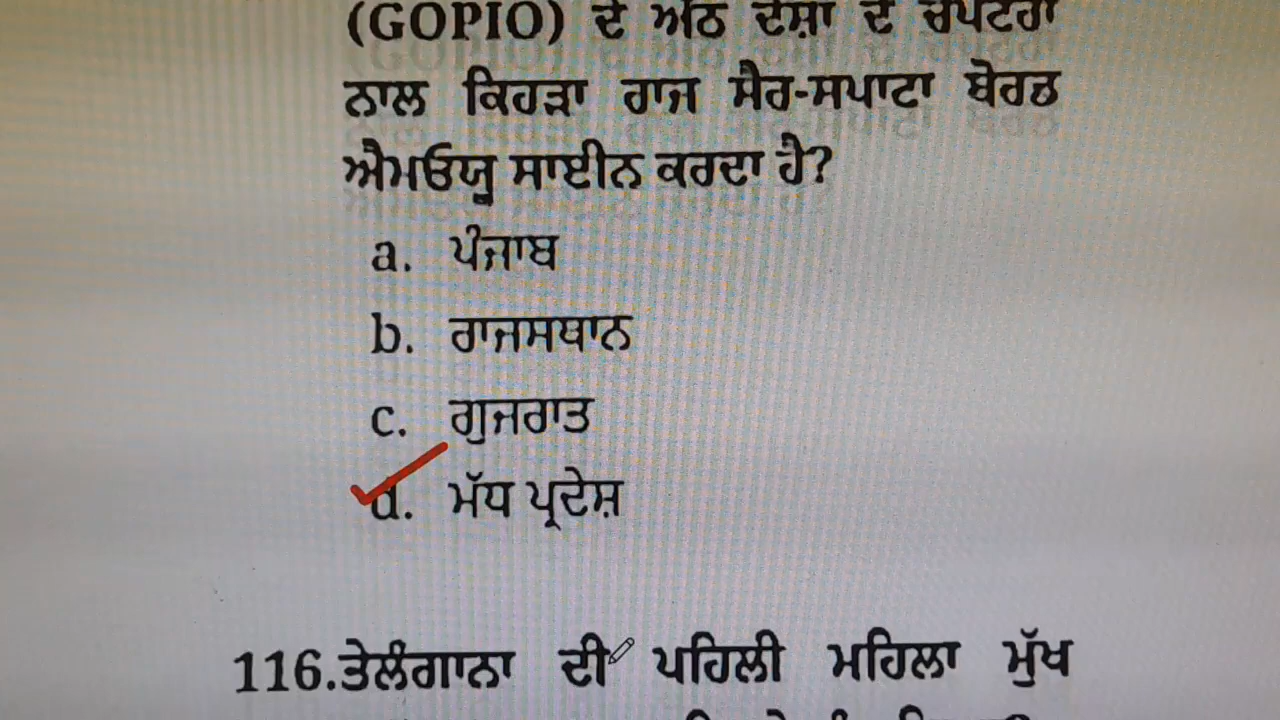 (GOPIO) ਦੇ ਅੱਠ ਦੇਸ਼ਾਂ ਦੇ ਚੈਪਟਰਾਂ
ਨਾਲ ਕਿਹੜਾ ਰਾਜ ਸੈਰ-ਸਪਾਟਾ ਬੋਰਡ
ਐਮਓਯੂ ਸਾਈਨ ਕਰਦਾ ਹੈ?
a. ਪੰਜਾਬ
b. ਰਾਜਸਥਾਨ
c. ਗੁਜਰਾਤ
d. ਮੱਧ ਪ੍ਰਦੇਸ਼
116.ਤੇਲੰਗਾਨਾ ਦੀ ਪਹਿਲੀ ਮਹਿਲਾ ਮੁੱਖ